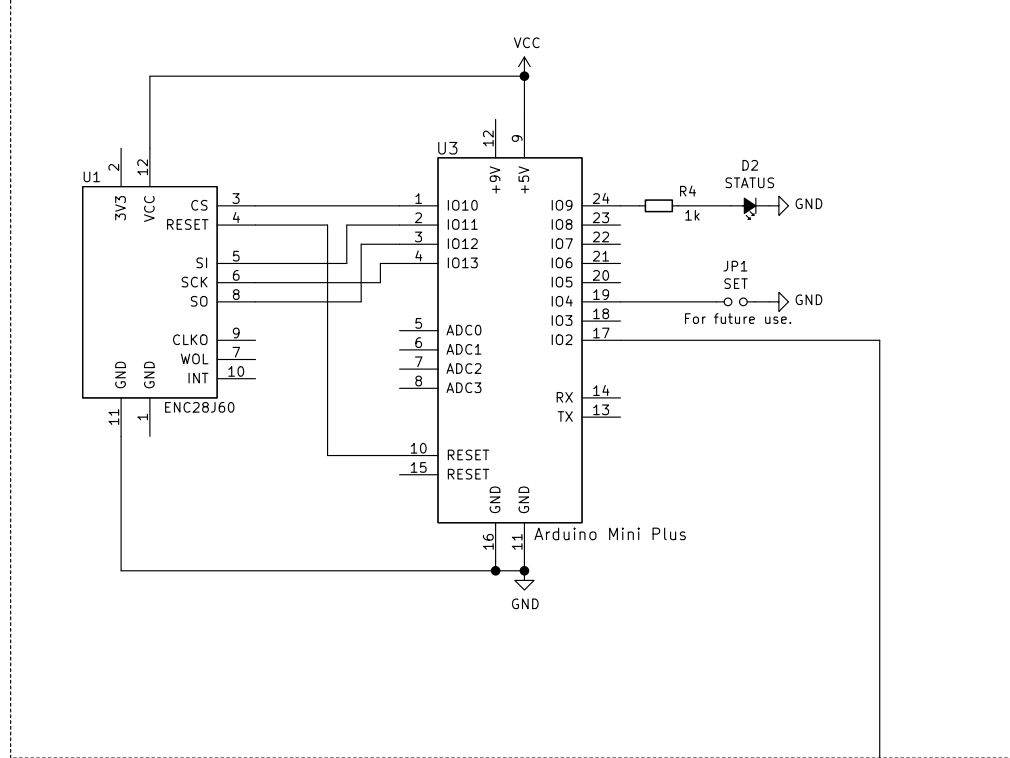 VCC
12
9
U3
+9V
+5V
2
12
U1
3V3
VCC
CS
3
RESET
4
SI
5
SCK
6
SO
8
CLKO
9
WOL
7
INT
10
GND
GND
11
1
ENC28J60
1
IO10
2
IO11
3
IO12
4
IO13
5
ADC0
6
ADC1
7
ADC2
8
ADC3
10
RESET
15
RESET
GND
GND
16
11
Arduino Mini Plus
GND
IO9
24
IO8
23
IO7
22
IO6
21
IO5
20
IO4
19
IO3
18
IO2
17
RX
14
TX
13
R4
1k
D2
STATUS
GND
JP1
SET
GND
For future use.